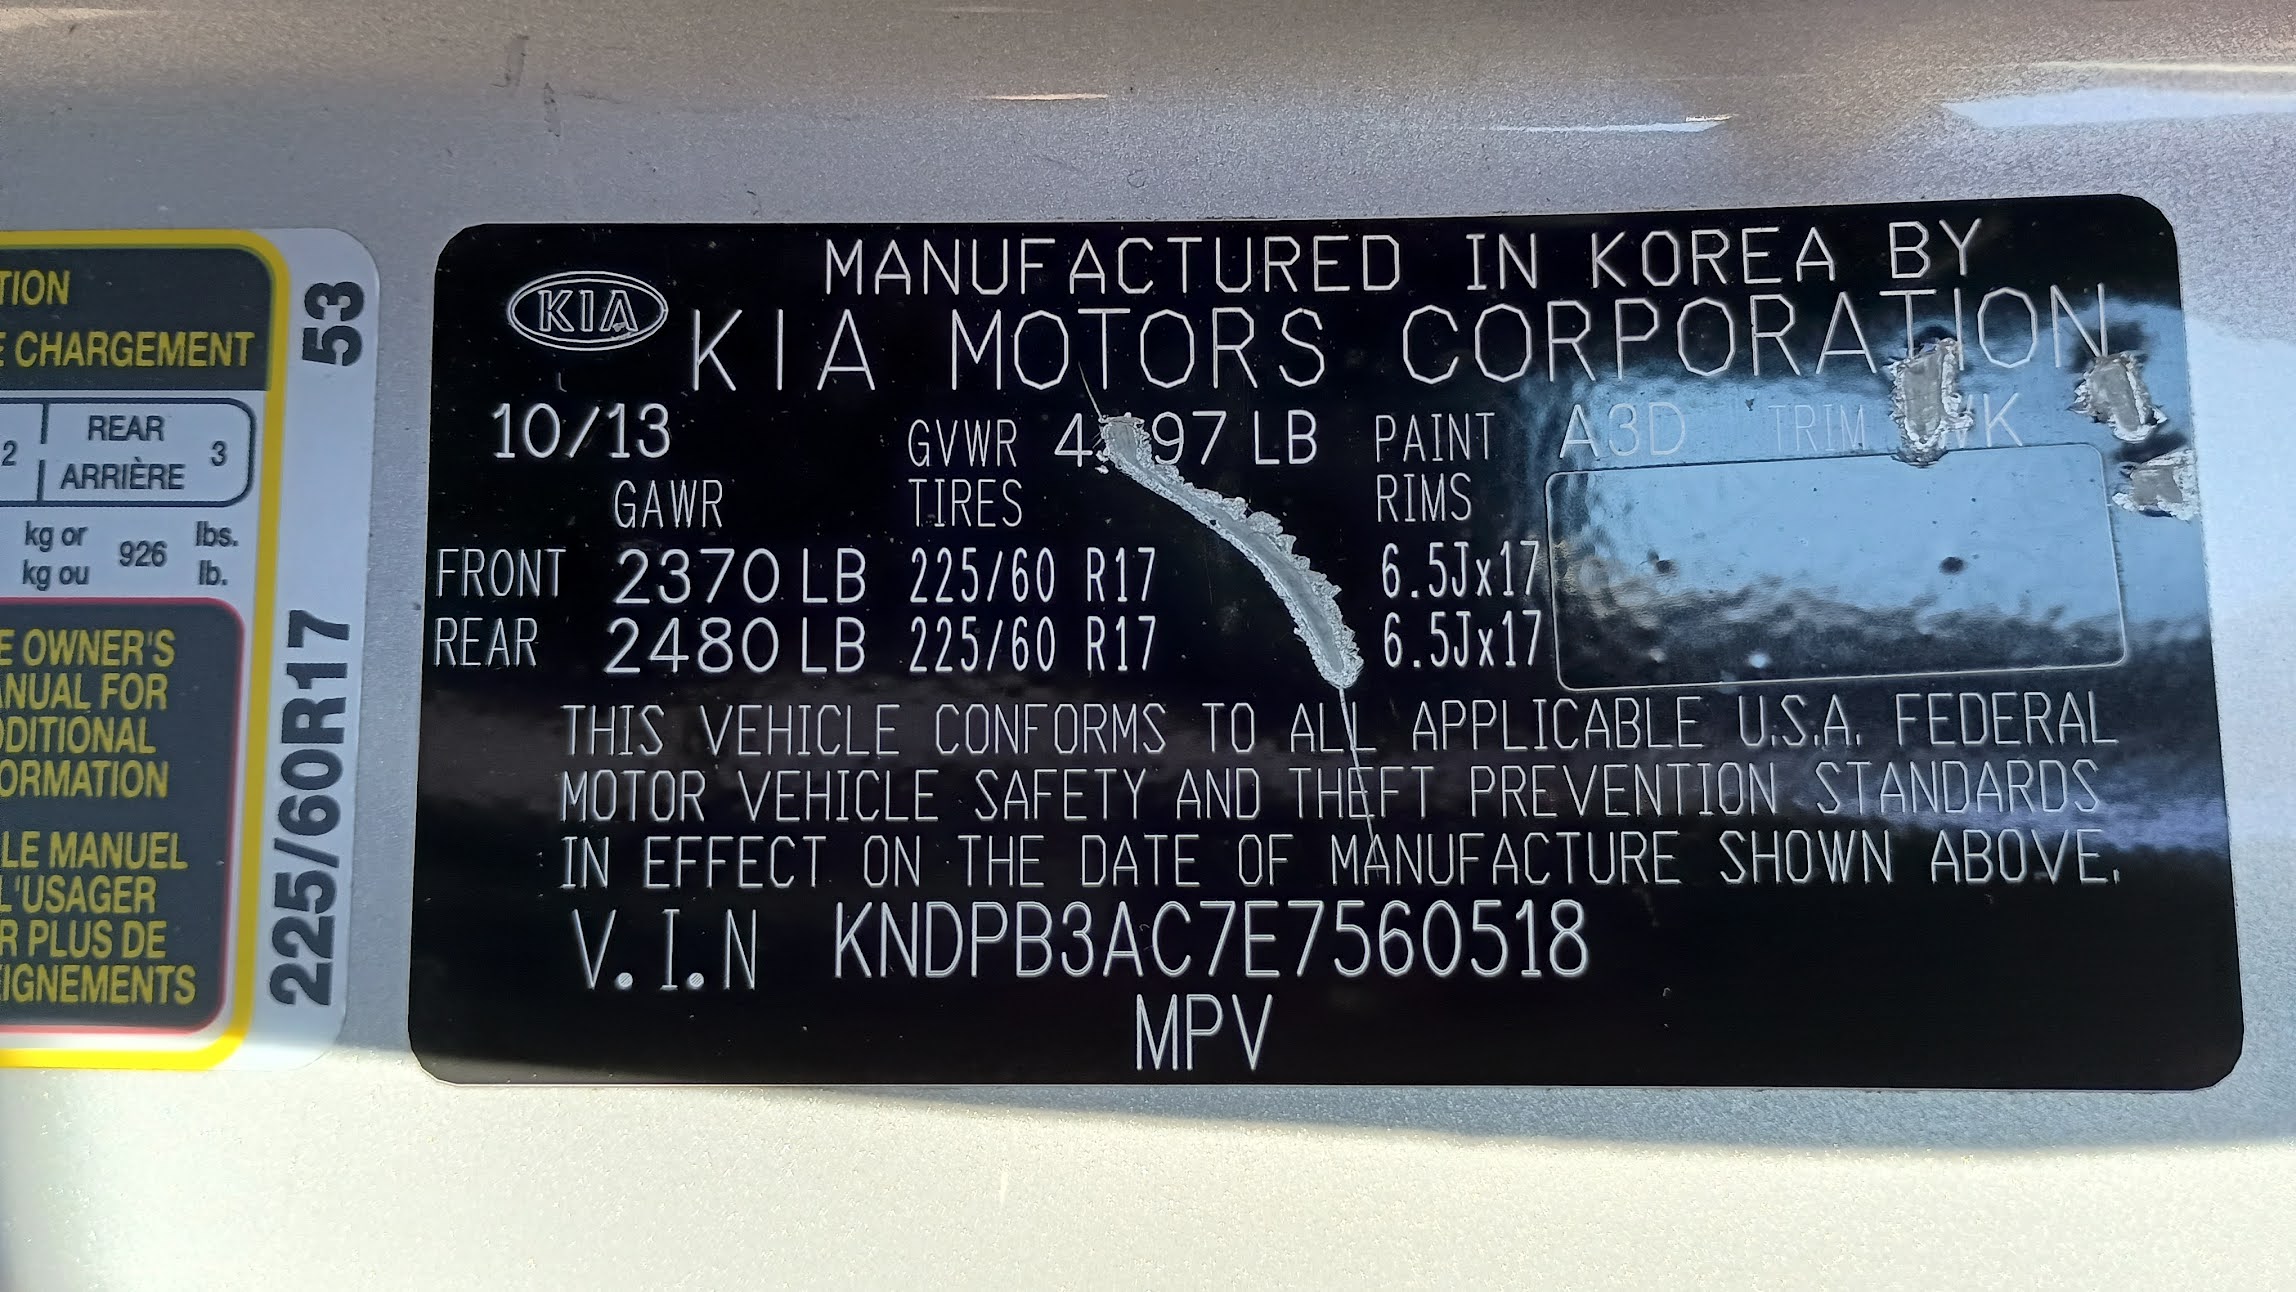 TION
E CHARGEMENT
2 REAR 3
ARRIÈRE
kg or 926 lbs.
kg ou lb.
E OWNER'S
ANUAL FOR
DDITIONAL
ORMATION
LE MANUEL
L'USAGER
R PLUS DE
EIGNEMENTS
53
225/60R17
MANUFACTURED IN KOREA BY
KIA
KIA MOTORS CORPORATION
10/13 GVWR LB PAINT A3D TRIM
GAWR TIRES RIMS
FRONT 2370 LB 225/60 R17 6.5Jx17
REAR 2480 LB 225/60 R17 6.5Jx17
THIS VEHICLE CONFORMS TO ALL APPLICABLE U.S.A. FEDERAL
MOTOR VEHICLE SAFETY AND THEFT PREVENTION STANDARDS
IN EFFECT ON THE DATE OF MANUFACTURE SHOWN ABOVE.
V.I.N KNDPB3AC7E7560518
MPV